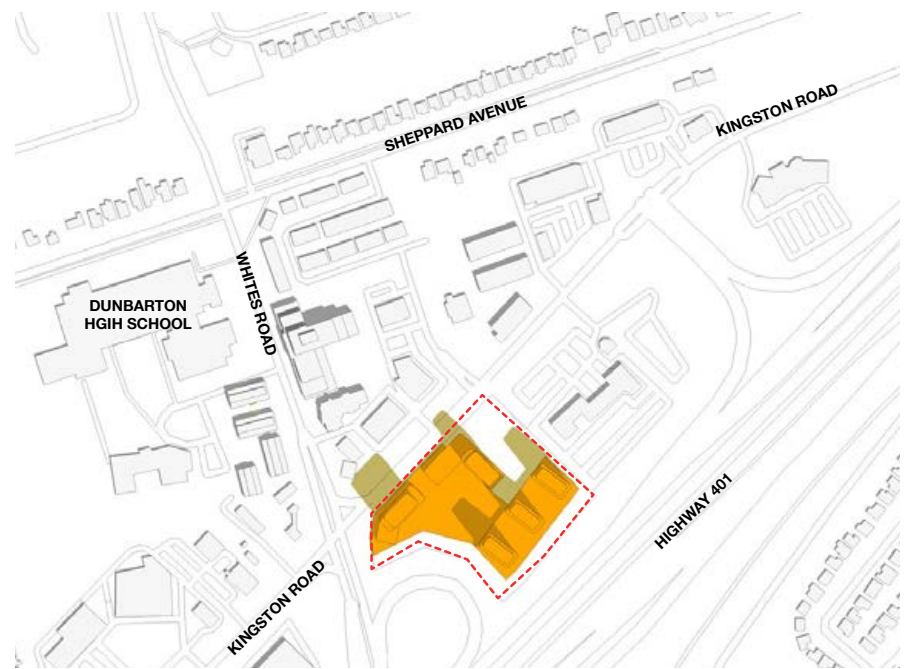 SHEPPARD AVENUE
KINGSTON ROAD
WHITES ROAD
DUNBARTON
HGIH SCHOOL
HIGHWAY 401
KINGSTON ROAD